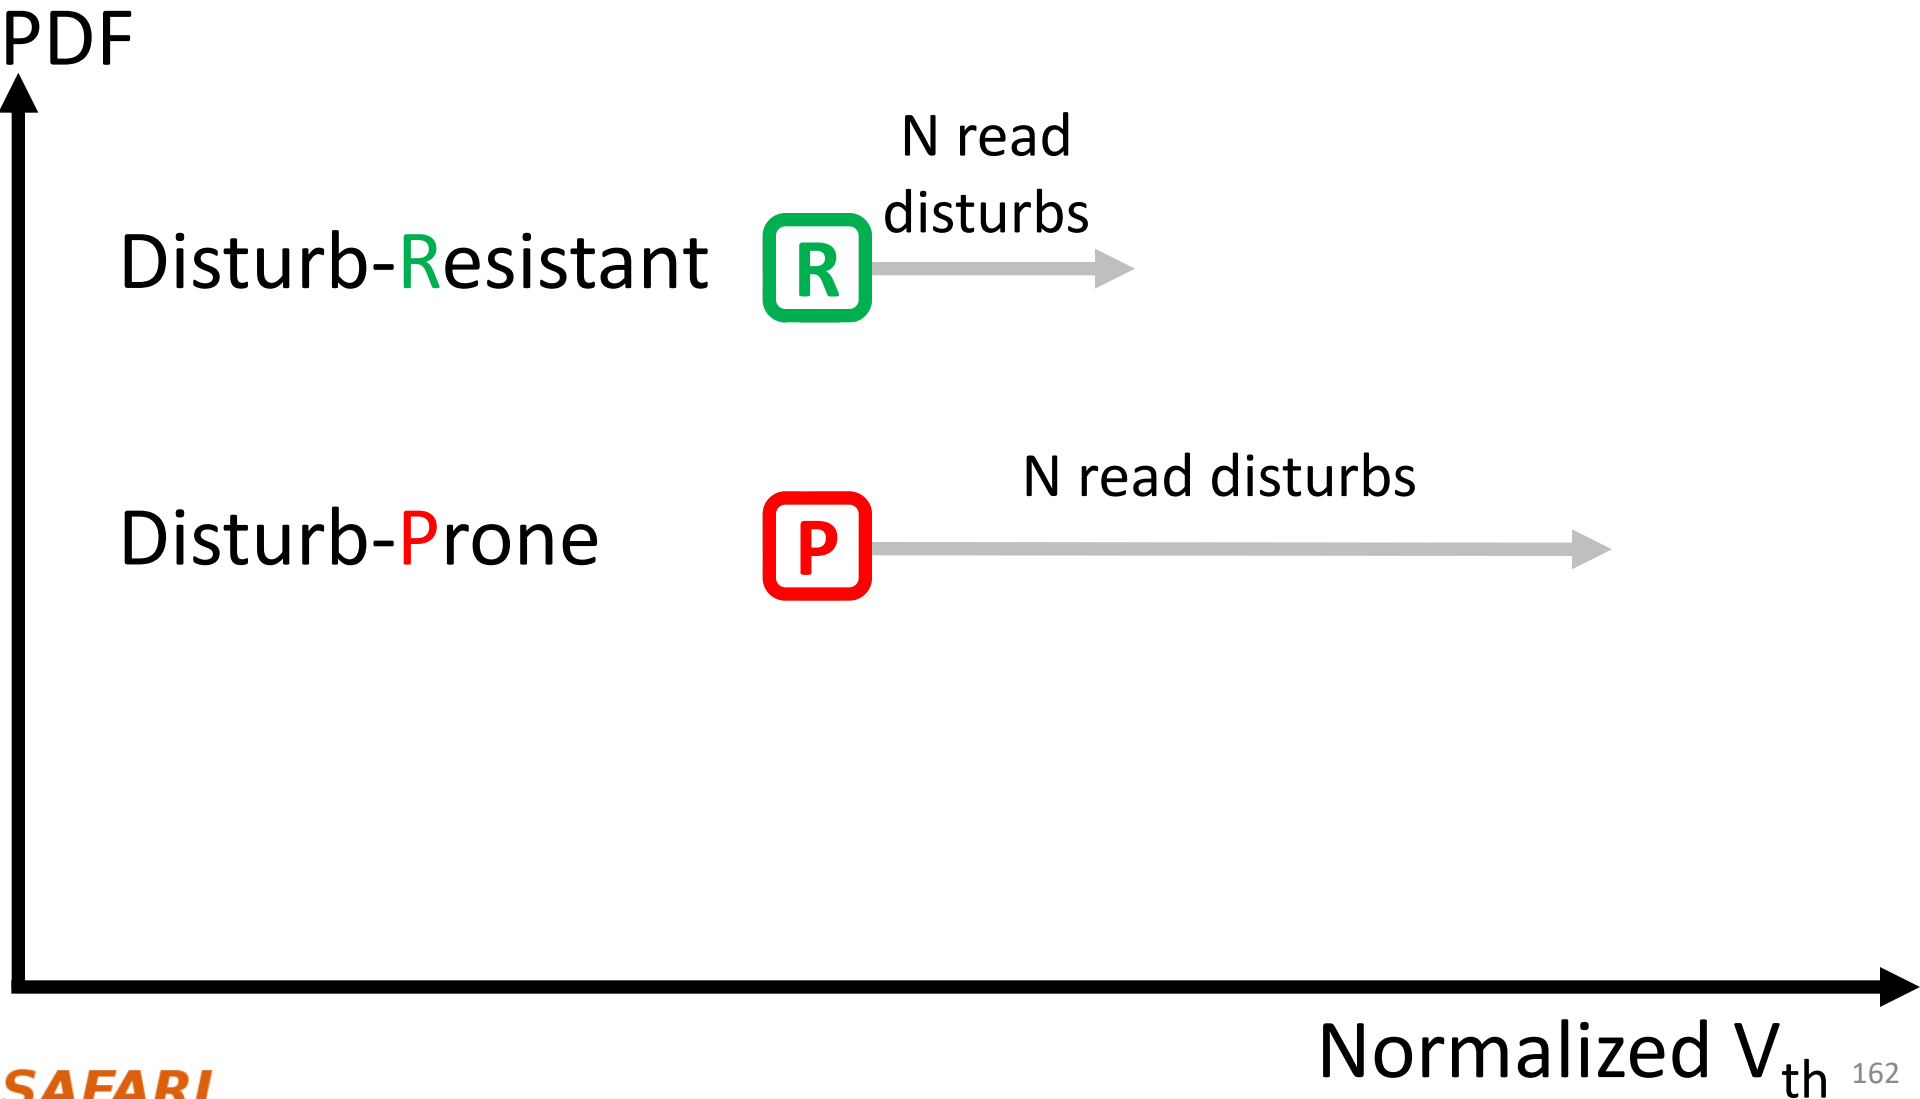 PDF
N read
disturbs
Disturb-Resistant
R
N read disturbs
Disturb-Prone
P
Normalized Vth
162
SAFARI